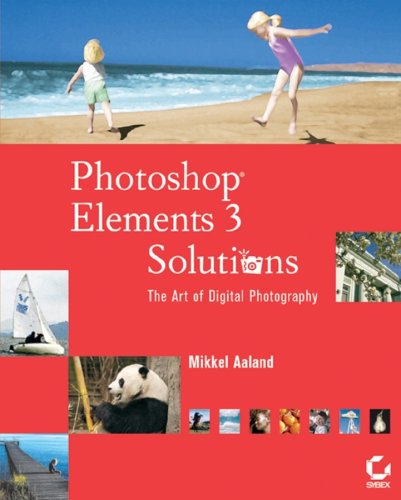 Photoshop®
Elements 3
Solutions
The Art of Digital Photography
Mikkel Aaland
SYBEX